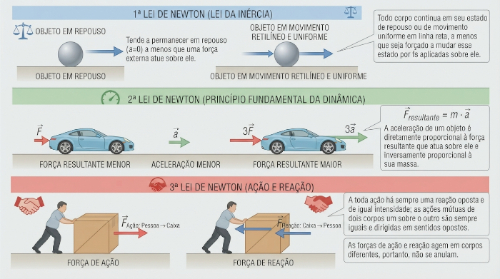 1ª LEI DE NEWTON (LEI DA INÉRCIA)
OBJETO EM REPOUSO
Tende a permanecer em repouso
(a=0) a menos que uma força
externa atue sobre ele.
OBJETO EM REPOUSO
OBJETO EM MOVIMENTO
RETILÍNEO E UNIFORME
OBJETO EM MOVIMENTO RETILÍNEO E UNIFORME
Todo corpo continua em seu estado
de repouso ou de movimento
uniforme em linha reta, a menos
que seja forçado a mudar esse
estado por fs aplicadas sobre ele.
2ª LEI DE NEWTON (PRINCÍPIO FUNDAMENTAL DA DINÂMICA)
F
a
3F
3a
FORÇA RESULTANTE MENOR
ACELERAÇÃO MENOR
FORÇA RESULTANTE MAIOR
F resultante = m · a
A aceleração de um objeto é
diretamente proporcional à força
resultante que atua sobre ele e
inversamente proporcional à
sua massa.
3ª LEI DE NEWTON (AÇÃO E REAÇÃO)
F Ação: Pessoa → Caixa
FORÇA DE AÇÃO
F Reação: Caixa → Pessoa
FORÇA DE REAÇÃO
A toda ação há sempre uma reação oposta e
de igual intensidade; as ações mútuas de
dois corpos um sobre o outro são sempre
iguais e dirigidas em sentidos opostos.
As forças de ação e reação agem em corpos
diferentes, portanto, não se anulam.